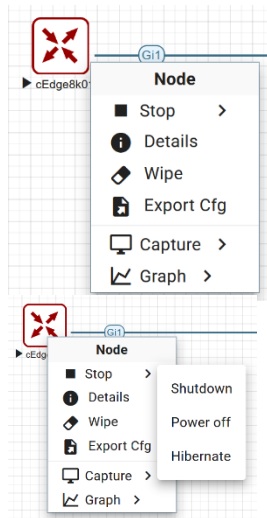 Gi1
cEdge8k01
Node
Stop
Details
Wipe
Export Cfg
Capture
Graph
Gi1
cEdg
Node
Stop
Shutdown
Details
Power off
Wipe
Export Cfg
Hibernate
Capture
Graph